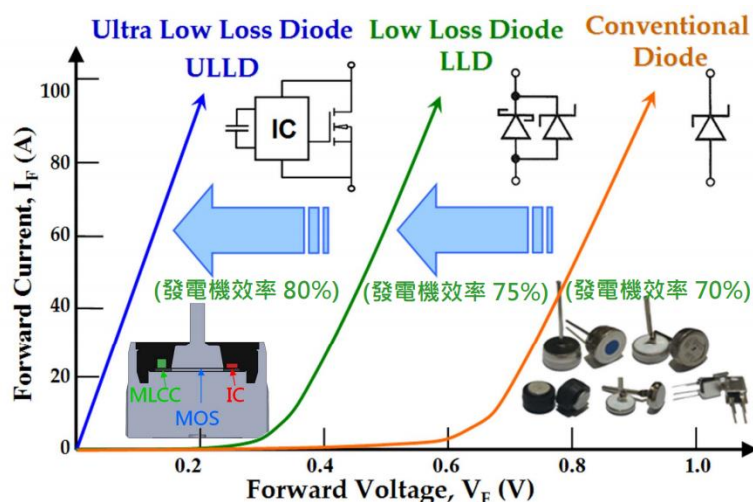 Ultra Low Loss Diode
ULLD
Low Loss Diode
LLD
Conventional
Diode
Forward Current, I_F (A)
100
80
60
40
20
0
IC
(發電機效率 80%)
(發電機效率 75%)
(發電機效率 70%)
MLCC
IC
MOS
0.2
0.4
0.6
0.8
1.0
Forward Voltage, V_F (V)